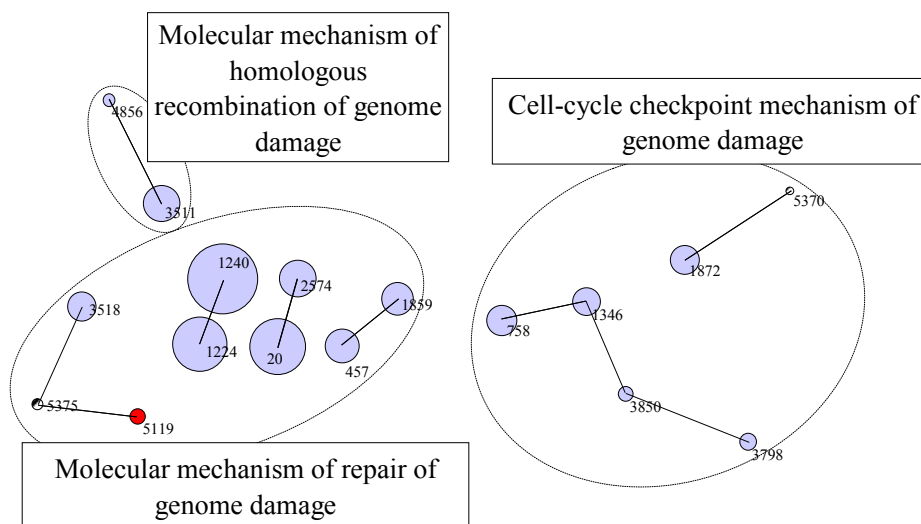 Molecular mechanism of
homologous
recombination of genome
damage
Cell-cycle checkpoint mechanism of
genome damage
4856
3511
5370
1240
2574
1872
1859
3518
1346
758
1224
20
457
3850
5375
5119
3798
Molecular mechanism of repair of
genome damage